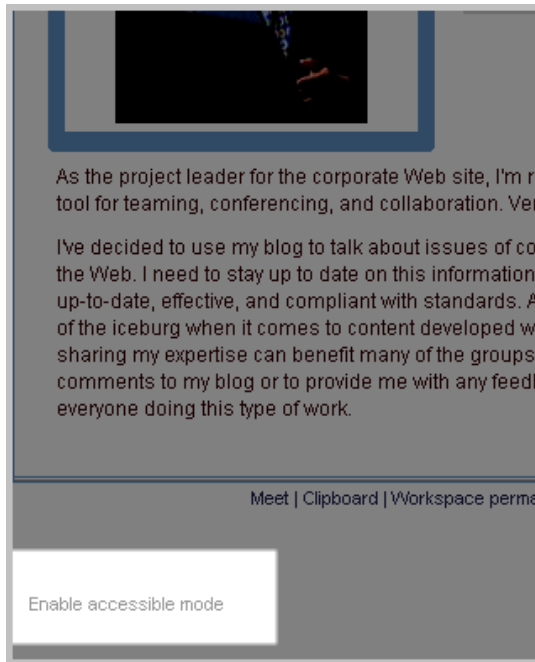 As the project leader for the corporate Web site, I'm
tool for teaming, conferencing, and collaboration.
I've decided to use my blog to talk about issues of
the Web. I need to stay up to date on this information
up-to-date, effective, and compliant with standards.
of the iceburg when it comes to content developed
sharing my expertise can benefit many of the groups
comments to my blog or to provide me with any
everyone doing this type of work.
Meet | Clipboard | Workspace
Enable accessible mode